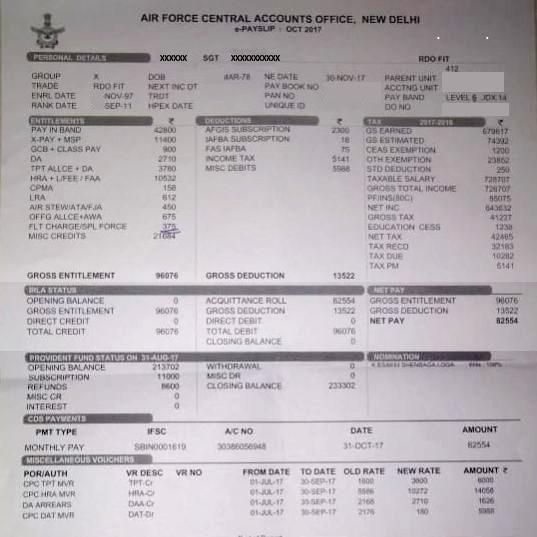 AIR FORCE CENTRAL ACCOUNTS OFFICE, NEW DELHI
e-PAYSLIP : OCT 2017
PERSONAL DETAILS XXXXXX SGT XXXXXXXXXXX RDO FIT
412
GROUP X DOB MAR-78 NE DATE 30-NOV-17 PARENT UNIT
TRADE RDO FIT NEXT INC DT PAY BOOK NO ACCTNG UNIT
ENRL DATE -NOV-97 TRDT PAN NO PAY BAND LEVEL 6 JDX 14
RANK DATE SEP-11 HPEX DATE UNIQUE ID DO NO
ENTITLEMENTS ₹ DEDUCTIONS ₹ TAX 2017-2018 ₹
PAY IN BAND 42800 AFGIS SUBSCRIPTION 2300 GS EARNED 679617
X-PAY + MSP 11400 IAFBA SUBSCRIPTION 18 GS ESTIMATED 74392
GCB + CLASS PAY 900 FAS IAFBA 75 CEAS EXEMPTION 1200
DA 2710 INCOME TAX 5141 OTH EXEMPTION 23852
TPT ALLCE + DA 3780 MISC DEBITS 5988 STD DEDUCTION 250
HRA + L/FEE / FAA 10532 TAXABLE SALARY 728707
CPMA 158 GROSS TOTAL INCOME 728707
LRA 612 PF/INS(80C) 85075
AIR STEW/ATA/FJA 450 NET INC 643632
OFFG ALLCE+AWA 675 GROSS TAX 41227
FLT CHARGE/SPL FORCE 375 EDUCATION CESS 1238
MISC CREDITS 21684 NET TAX 42465
TAX RECD 32183
TAX DUE 10282
TAX PM 5141
GROSS ENTITLEMENT 96076 GROSS DEDUCTION 13522
IRLA STATUS NET PAY
OPENING BALANCE 0 ACQUITTANCE ROLL 82554 GROSS ENTITLEMENT 96076
GROSS ENTITLEMENT 96076 GROSS DEDUCTION 13522 GROSS DEDUCTION 13522
DIRECT CREDIT 0 DIRECT DEBIT 0 NET PAY 82554
TOTAL CREDIT 96076 TOTAL DEBIT 96076
CLOSING BALANCE 0
PROVIDENT FUND STATUS ON 31-AUG-17 NOMINATION
OPENING BALANCE 213702 WITHDRAWAL 0 100%
SUBSCRIPTION 11000 MISC DR 0
REFUNDS 8600 CLOSING BALANCE 233302
MISC CR 0
INTEREST 0
CDS PAYMENTS
PMT TYPE IFSC A/C NO DATE AMOUNT
MONTHLY PAY SBIN0001619 30386056948 31-OCT-17 82554
MISCELLANEOUS VOUCHERS
POR/AUTH VR DESC VR NO FROM DATE TO DATE OLD RATE NEW RATE AMOUNT ₹
CPC TPT MVR TPT-Cr 01-JUL-17 30-SEP-17 1600 3600 6000
CPC HRA MVR HRA-Cr 01-JUL-17 30-SEP-17 5586 10272 14058
DA ARREARS DAA-Cr 01-JUL-17 30-SEP-17 2168 2710 1626
CPC DAT MVR DAT-Dr 01-JUL-17 30-SEP-17 2176 180 5988